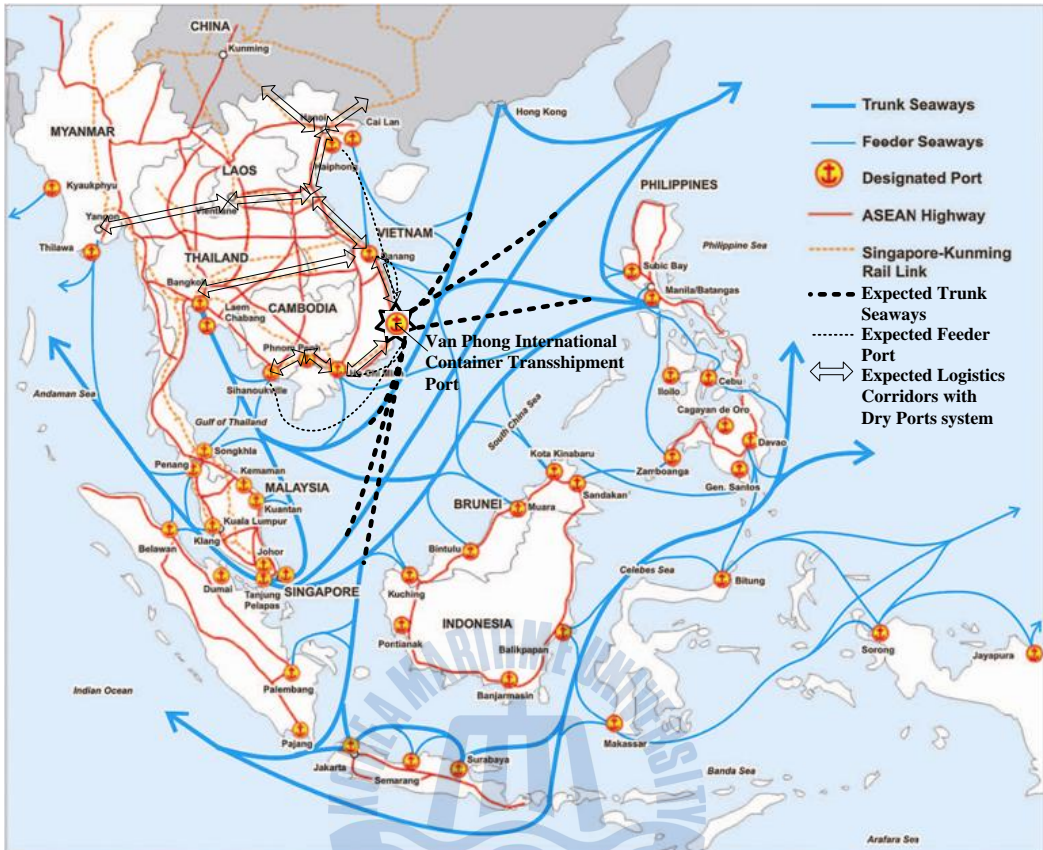 CHINA
Kunming
Hong Kong
Trunk Seaways
Feeder Seaways
Designated Port
ASEAN Highway
Singapore-Kunming
Rail Link
Expected Trunk
Seaways
Expected Feeder
Port
Expected Logistics
Corridors with
Dry Ports system
Hanoi
Cai Lan
MYANMAR
Haiphong
LAOS
Kyaukphyu
PHILIPPINES
Vientiane
Yangon
VIETNAM
Thilawa
Danang
Philippine Sea
THAILAND
Subic Bay
Bangkok
Manila/Batangas
CAMBODIA
Laem
Chabang
Van Phong International
Container Transshipment
Port
Phnom Penh
Sihanoukville
Iloilo
Cebu
Andaman Sea
South China Sea
Cagayan de Oro
Gulf of Thailand
Davao
Songkhla
Kota Kinabaru
Zamboanga
Gen. Santos
Penang
Kemaman
MALAYSIA
Sandakan
Kuantan
BRUNEI
Muara
Kuala Lumpur
Klang
Belawan
Bintulu
Johor
Celebes Sea
Dumai
Tanjung
Pelapas
SINGAPORE
Kuching
Bitung
INDONESIA
Pontianak
Balikpapan
Sorong
Jayapura
Indian Ocean
Palembang
Banjarmasin
Pajang
Makassar
Jakarta
Semarang
Surabaya
Banda Sea
Arafara Sea
KOREA MARITIME UNIVERSITY